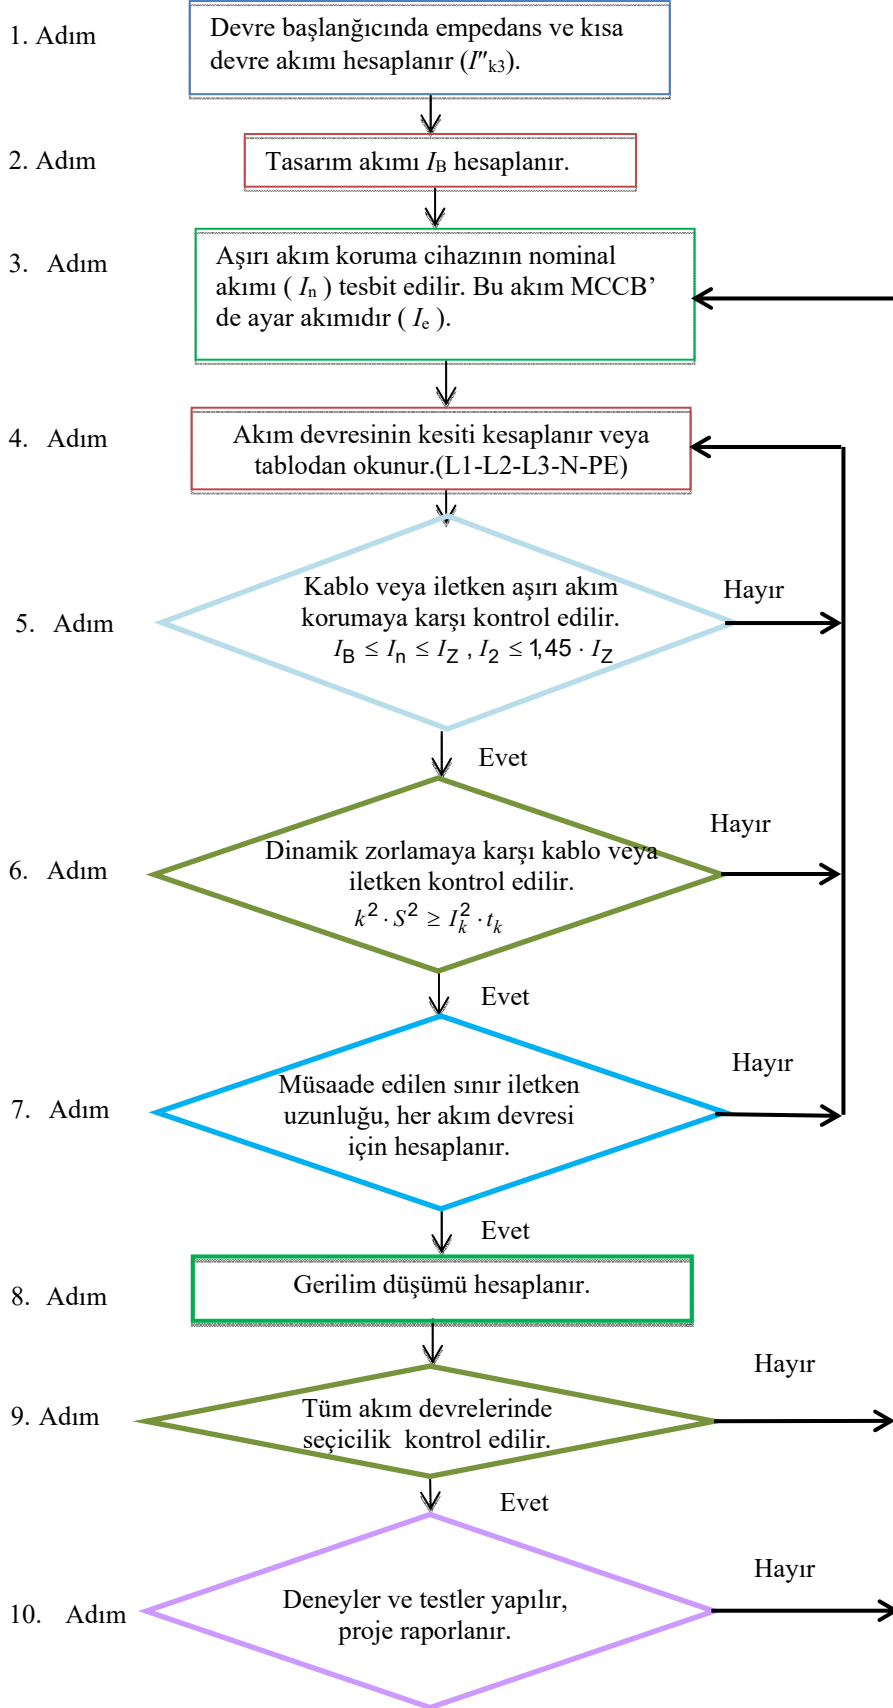 1. Adım
Devre başlanğıcında empedans ve kısa
devre akımı hesaplanır (I″k3).
2. Adım
Tasarım akımı IB hesaplanır.
3. Adım
Aşırı akım koruma cihazının nominal
akımı ( In ) tesbit edilir. Bu akım MCCB’
de ayar akımıdır ( Ie ).
4. Adım
Akım devresinin kesiti kesaplanır veya
tablodan okunur.(L1-L2-L3-N-PE)
5. Adım
Kablo veya iletken aşırı akım
korumaya karşi kontrol edilir.
IB ≤ In ≤ IZ , I2 ≤ 1,45 · IZ
Hayır
Evet
6. Adım
Dinamik zorlamaya karşı kablo veya
iletken kontrol edilir.
k² · S² ≥ Ik² · tk
Hayır
Evet
7. Adım
Müsaade edilen sınır iletken
uzunluğu, her akım devresi
için hesaplanır.
Hayır
Evet
8. Adım
Gerilim düşümü hesaplanır.
9. Adım
Tüm akım devrelerinde
seçicilik kontrol edilir.
Hayır
Evet
10. Adım
Deneyler ve testler yapılır,
proje raporlanır.
Hayır